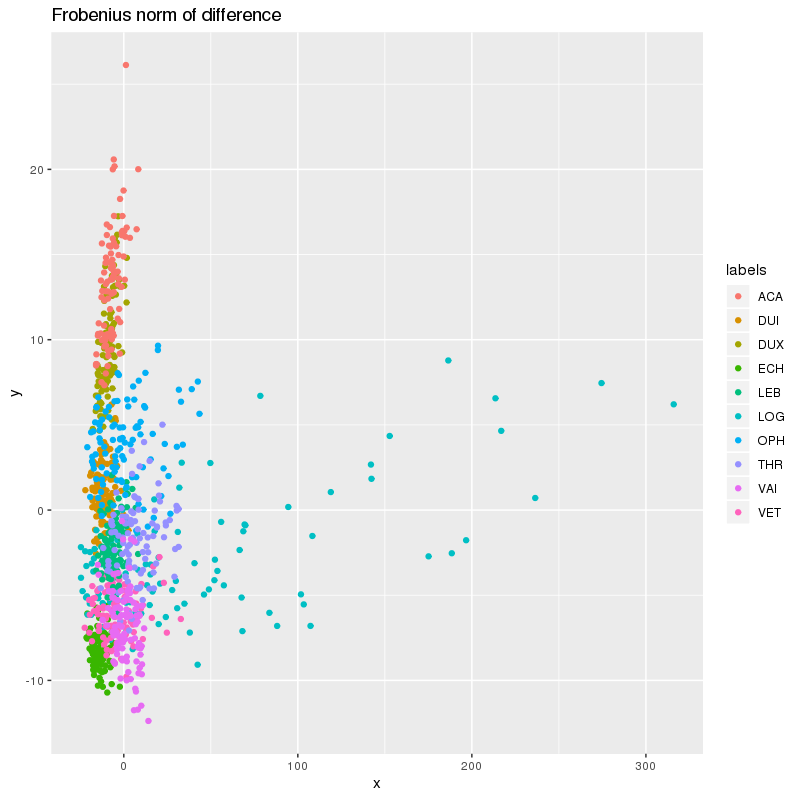 Frobenius norm of difference
y
20
10
0
-10
0
100
200
300
x
labels
ACA
DUI
DUX
ECH
LEB
LOG
OPH
THR
VAI
VET